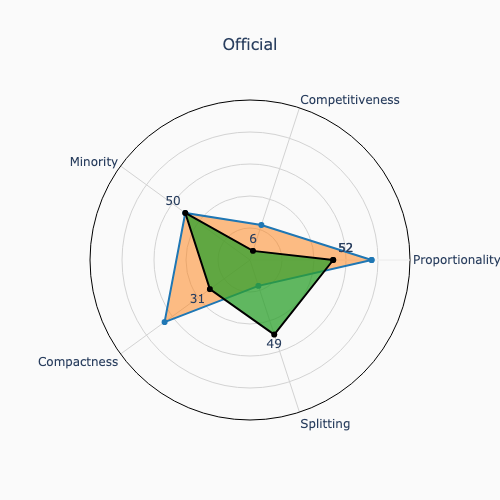 Official
Competitiveness
Minority
50
6
52
Proportionality
31
49
Compactness
Splitting